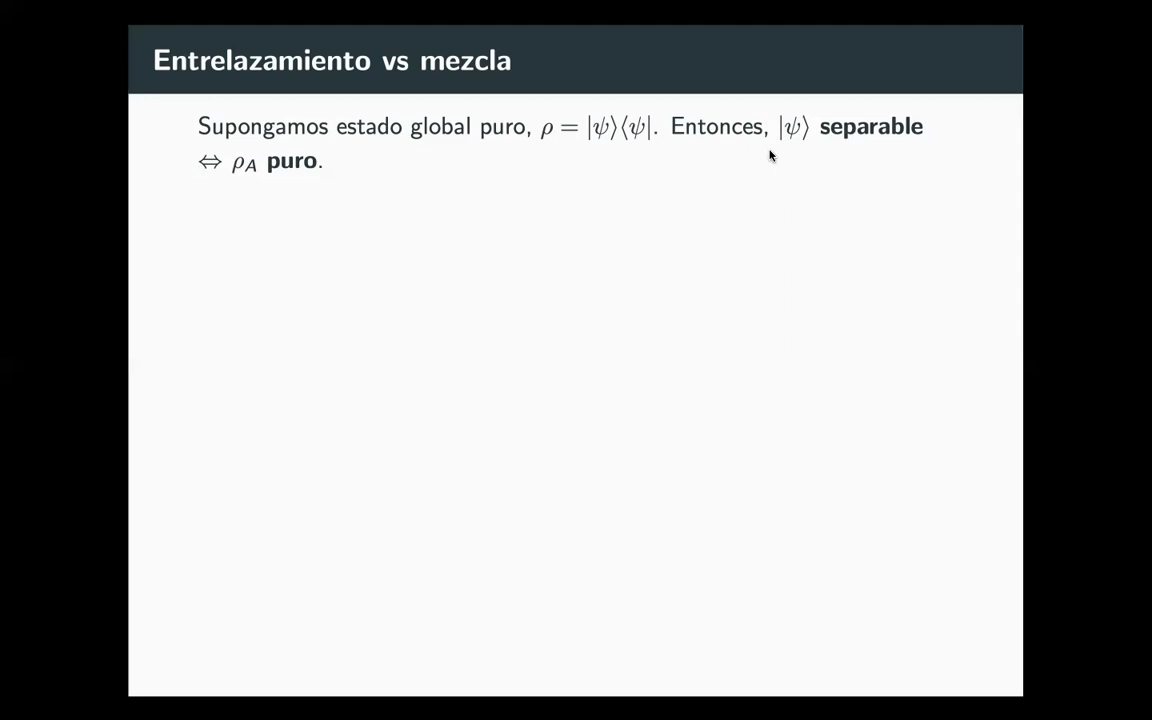 Entrelazamiento vs mezcla
Supongamos estado global puro, ρ = |ψ⟩⟨ψ|. Entonces, |ψ⟩ separable
⇔ ρ_A puro.